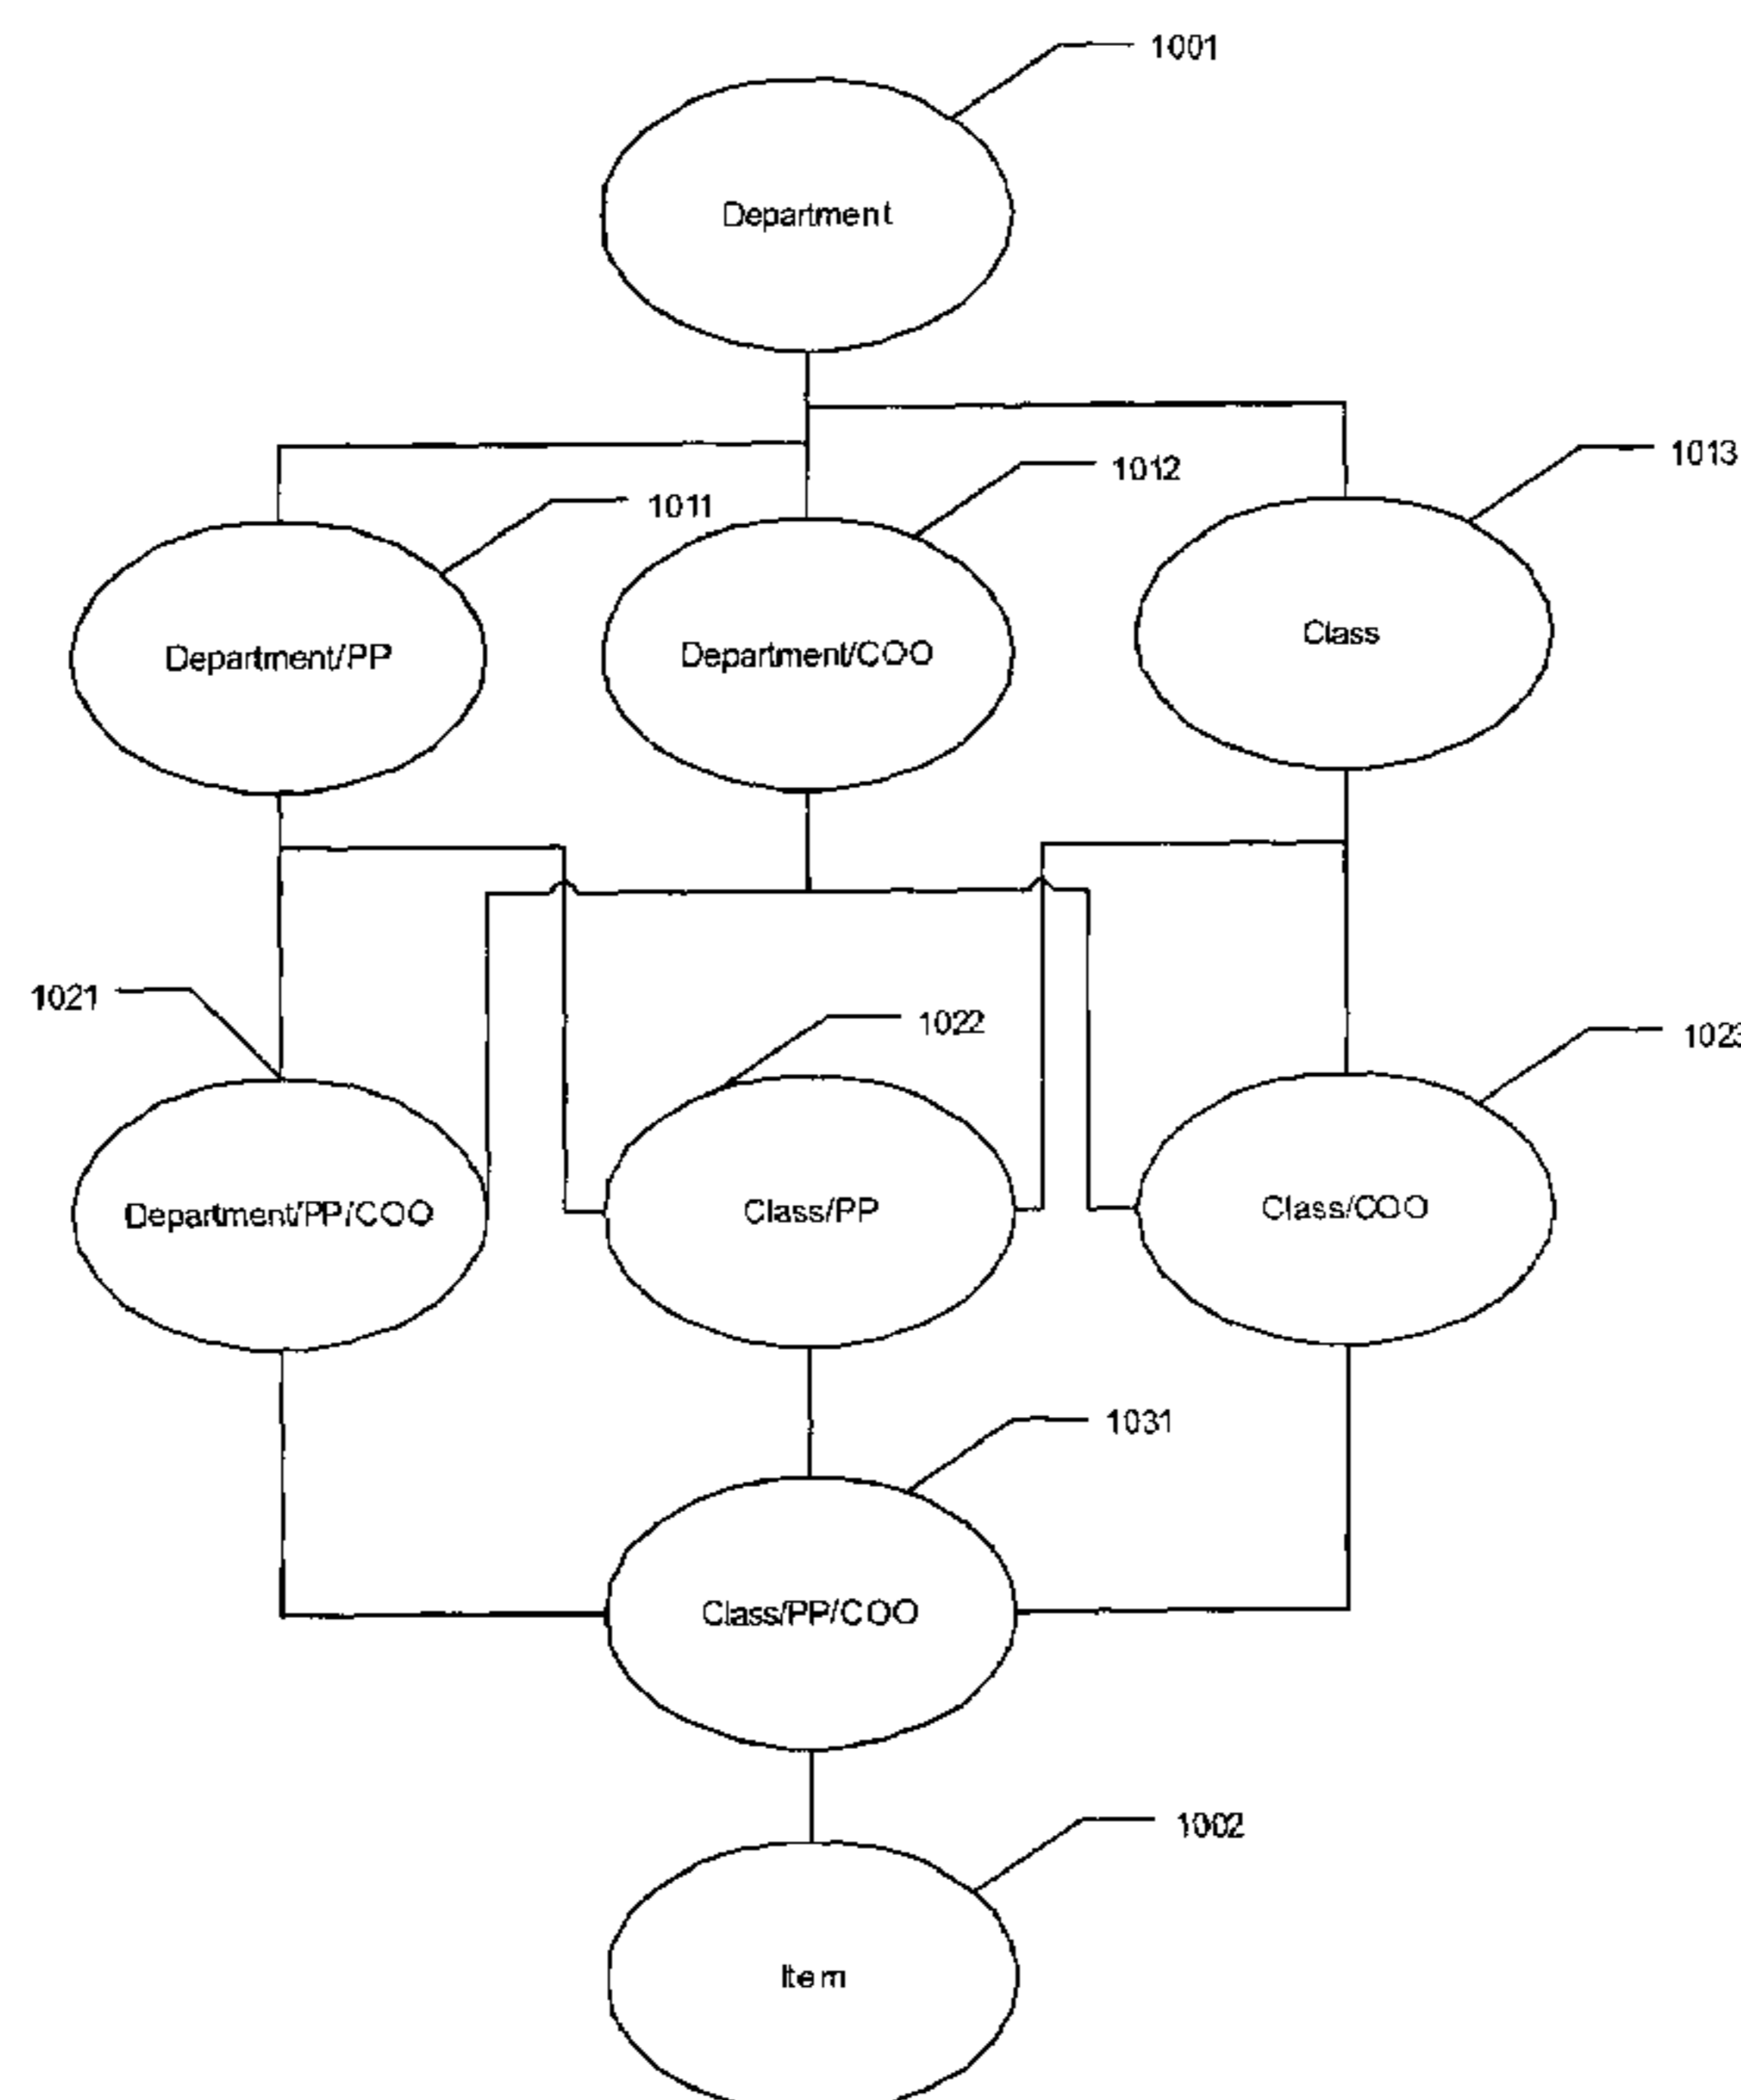 1001
Department
1013
1012
1011
Department/PP
Department/COO
Class
1021
1022
1023
Department/PP/COO
Class/PP
Class/COO
1031
Class/PP/COO
1002
Item